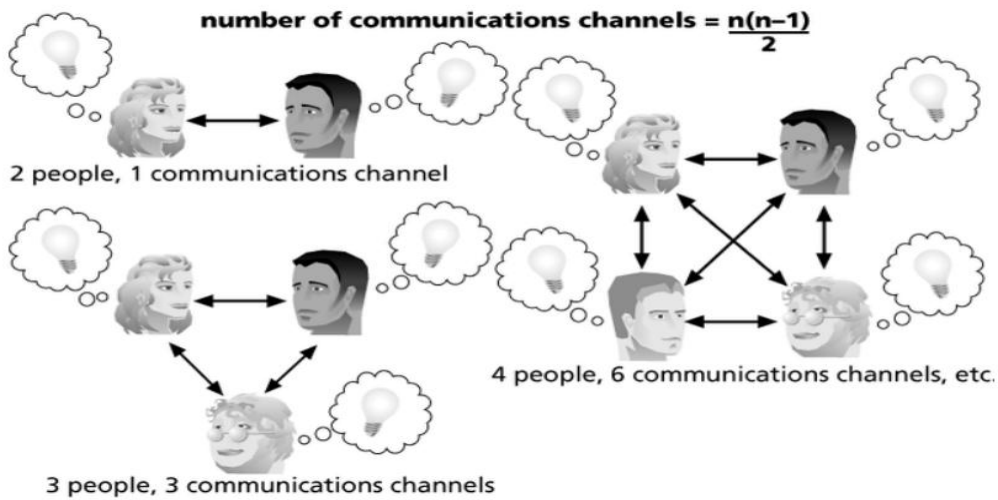 number of communications channels = n(n–1)
2
2 people, 1 communications channel
4 people, 6 communications channels, etc.
3 people, 3 communications channels